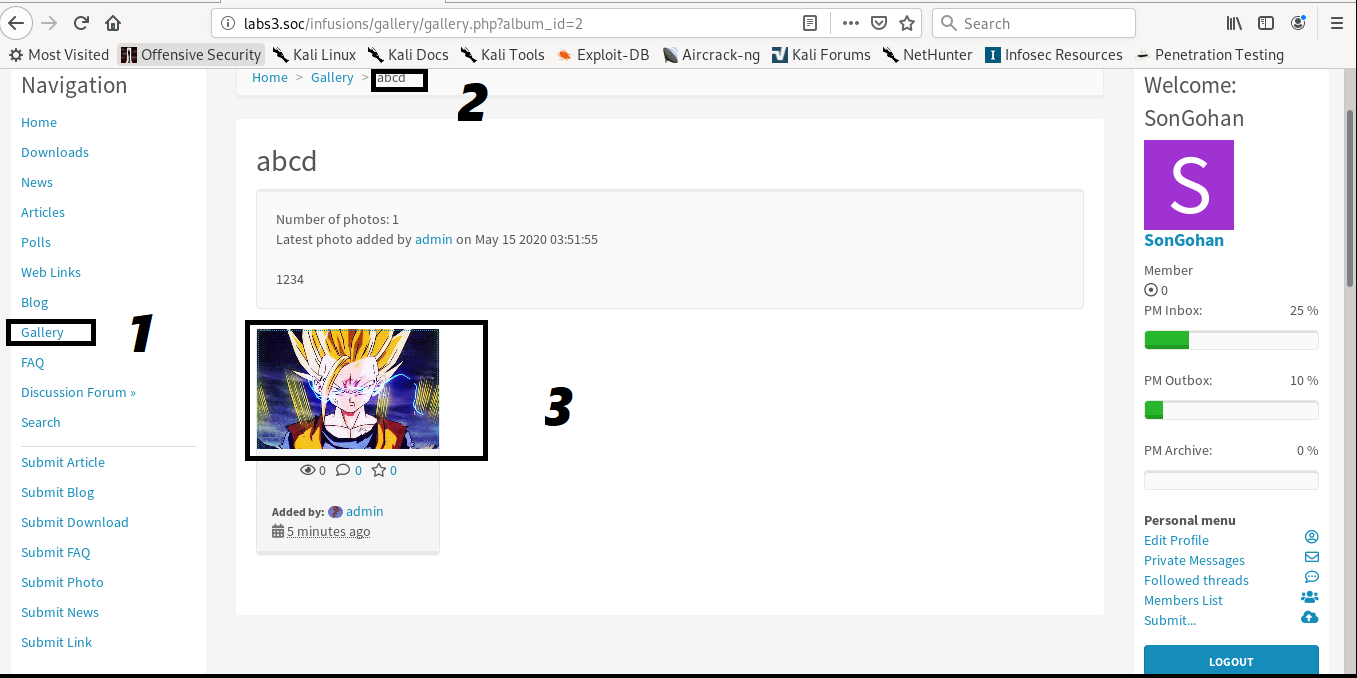 labs3.soc/infusions/gallery/gallery.php?album_id=2
Search
Most Visited Offensive Security Kali Linux Kali Docs Kali Tools Exploit-DB Aircrack-ng Kali Forums NetHunter Infosec Resources Penetration Testing
Navigation
Home
Downloads
News
Articles
Polls
Web Links
Blog
Gallery
1
FAQ
Discussion Forum »
Search
Submit Article
Submit Blog
Submit Download
Submit FAQ
Submit Photo
Submit News
Submit Link
Home > Gallery > abcd
2
abcd
Number of photos: 1
Latest photo added by admin on May 15 2020 03:51:55
1234
3
0 0 0
Added by: admin
5 minutes ago
Welcome:
SonGohan
S
SonGohan
Member
0
PM Inbox: 25 %
PM Outbox: 10 %
PM Archive: 0 %
Personal menu
Edit Profile
Private Messages
Followed threads
Members List
Submit...
LOGOUT